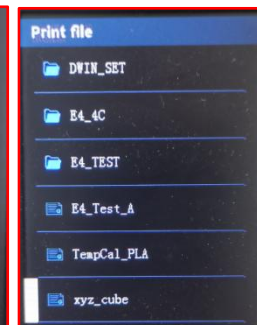 Print file
DWIN_SET
E4_4C
E4_TEST
E4_Test_A
TempCal_PLA
xyz_cube